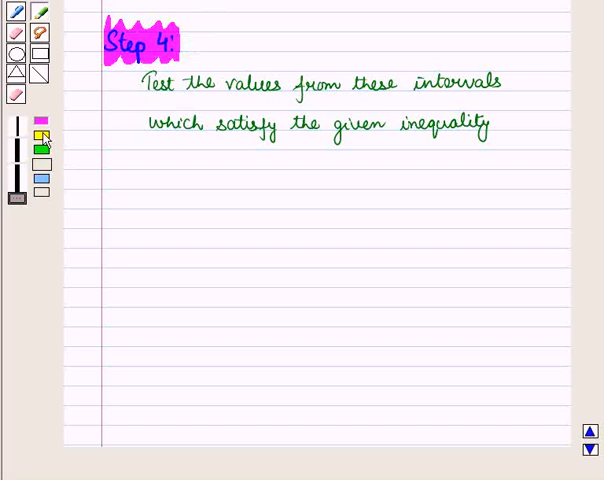 Step 4:
Test the values from these intervals
which satisfy the given inequality